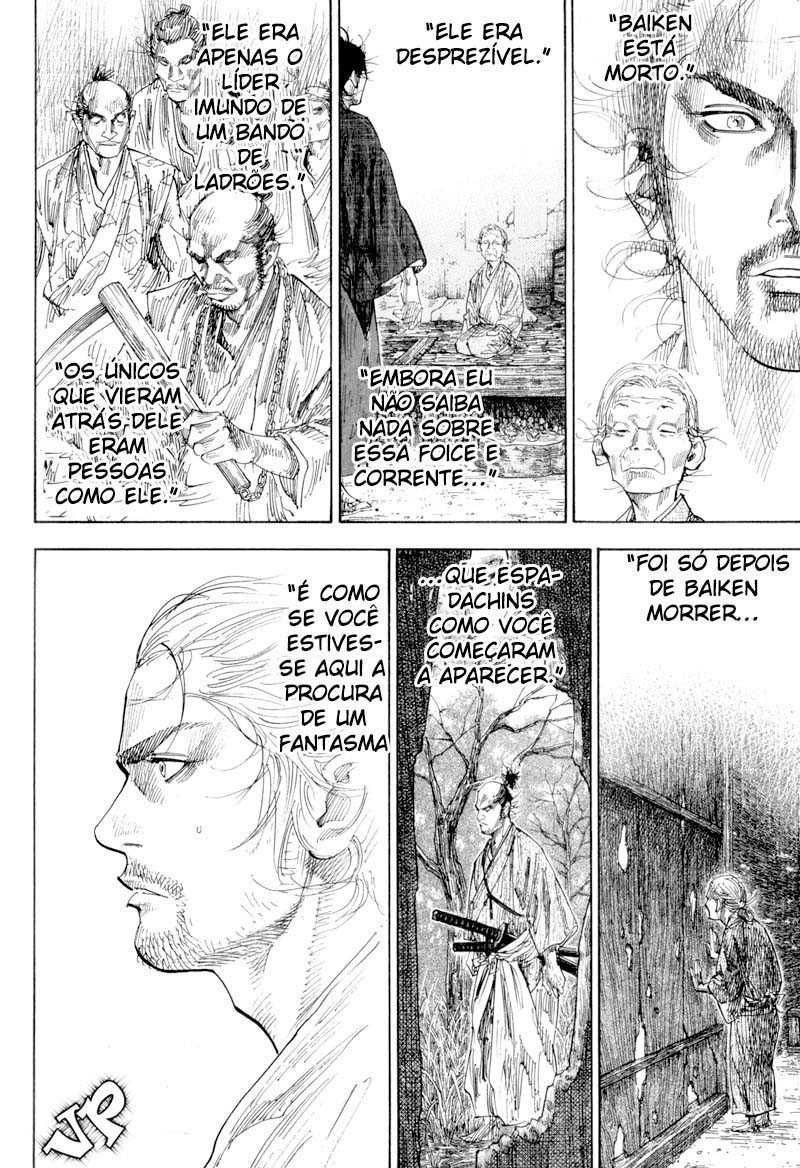 "BAIKEN
ESTÁ
MORTO."
"ELE ERA
DESPREZÍVEL."
"EMBORA EU
NÃO SAIBA
NADA SOBRE
ESSA FOICE E
CORRENTE..."
"ELE ERA
APENAS O
LÍDER
IMUNDO DE
UM BANDO
DE
LADRÕES."
"OS ÚNICOS
QUE VIERAM
ATRÁS DELE
ERAM
PESSOAS
COMO ELE."
"FOI SÓ DEPOIS
DE BAIKEN
MORRER...
...QUE ESPA-
DACHINS
COMO VOCÊ
COMEÇARAM
A APARECER."
"É COMO
SE VOCÊ
ESTIVES-
SE AQUI A
PROCURA
DE UM
FANTASMA
VR